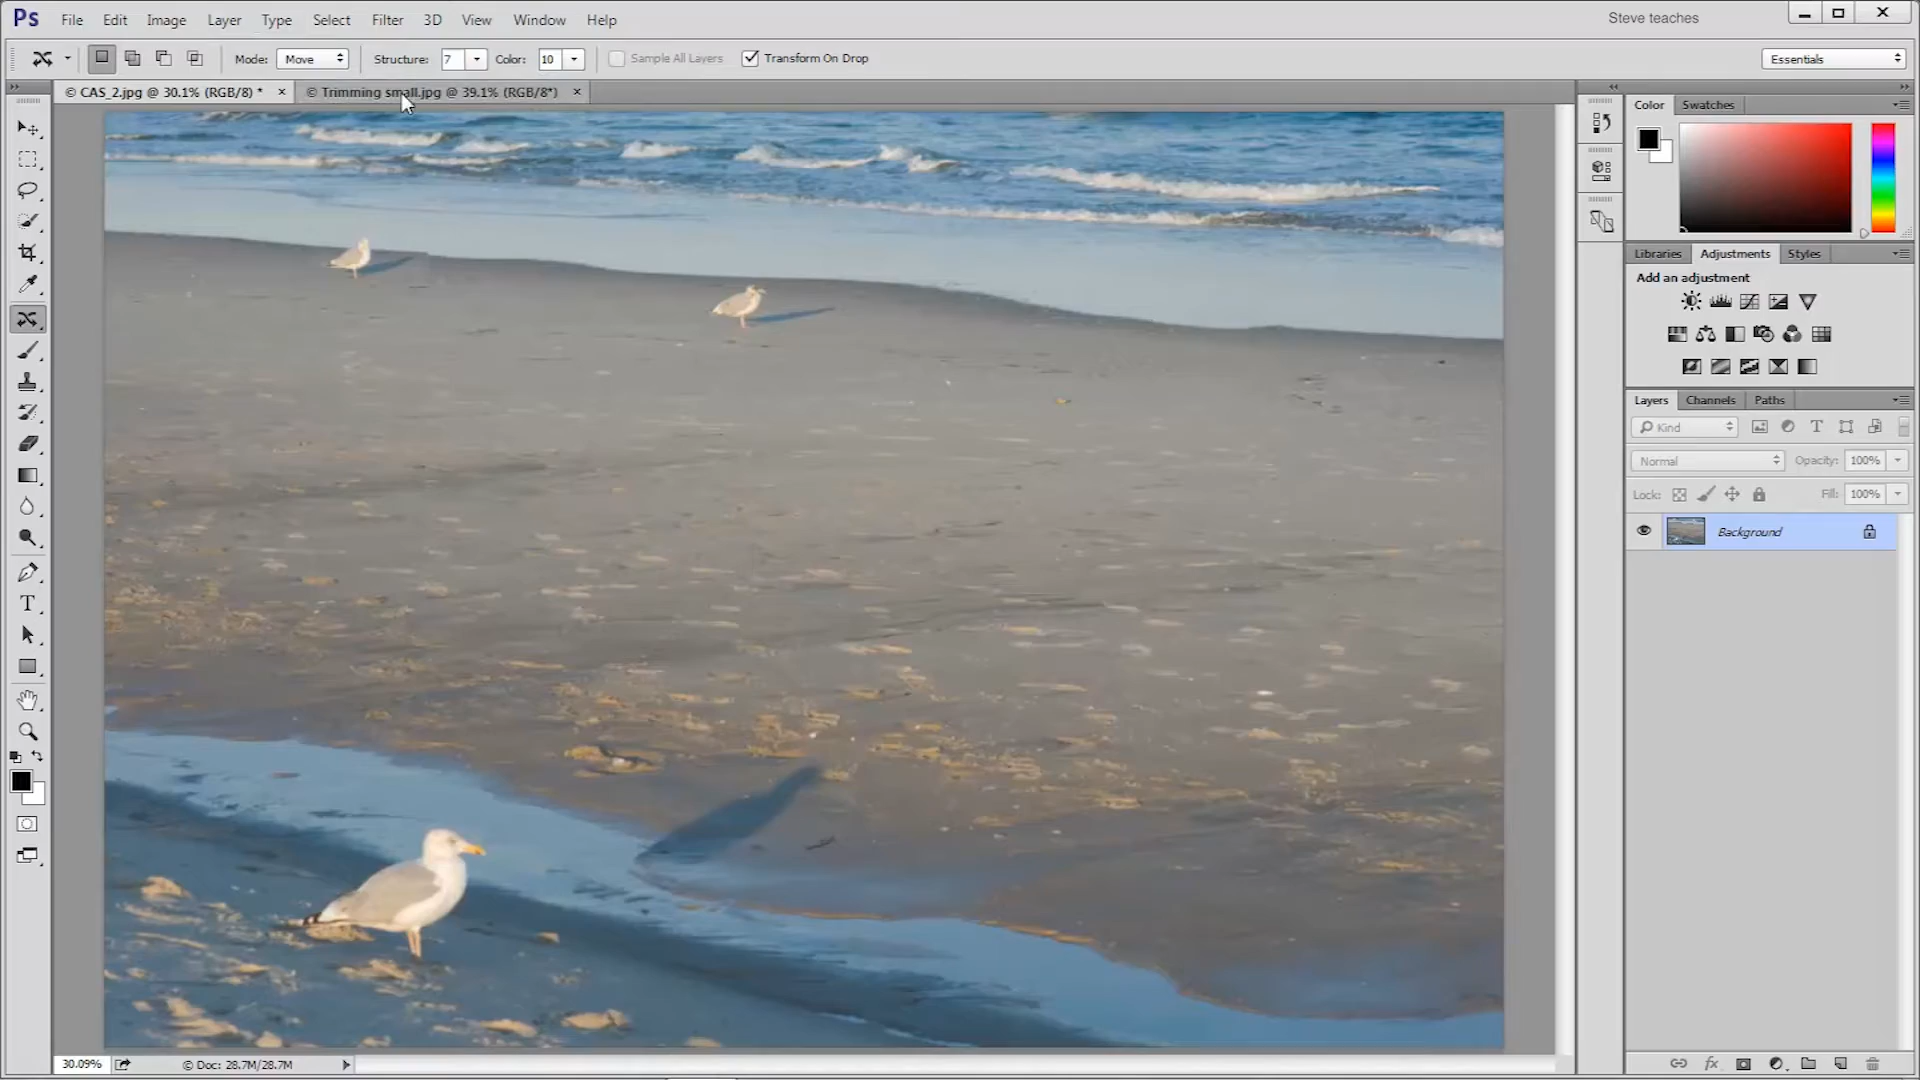 Ps File Edit Image Layer Type Select Filter 3D View Window Help Steve teaches
Mode: Move Structure: 7 Color: 10 Sample All Layers Transform On Drop Essentials
© CAS_2.jpg @ 30.1% (RGB/8) * × © Trimming small.jpg @ 39.1% (RGB/8*) ×
Color Swatches
Libraries Adjustments Styles
Add an adjustment
Layers Channels Paths
Kind
Normal Opacity: 100%
Lock: Fill: 100%
Background
T
30.09% © Doc: 28.7M/28.7M
fx